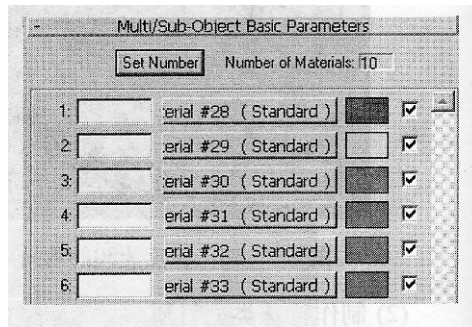 - Multi/Sub-Object Basic Parameters
Set Number Number of Materials: 10
1: erial #28 ( Standard )
2: erial #29 ( Standard )
3: erial #30 ( Standard )
4: erial #31 ( Standard )
5: erial #32 ( Standard )
6: erial #33 ( Standard )